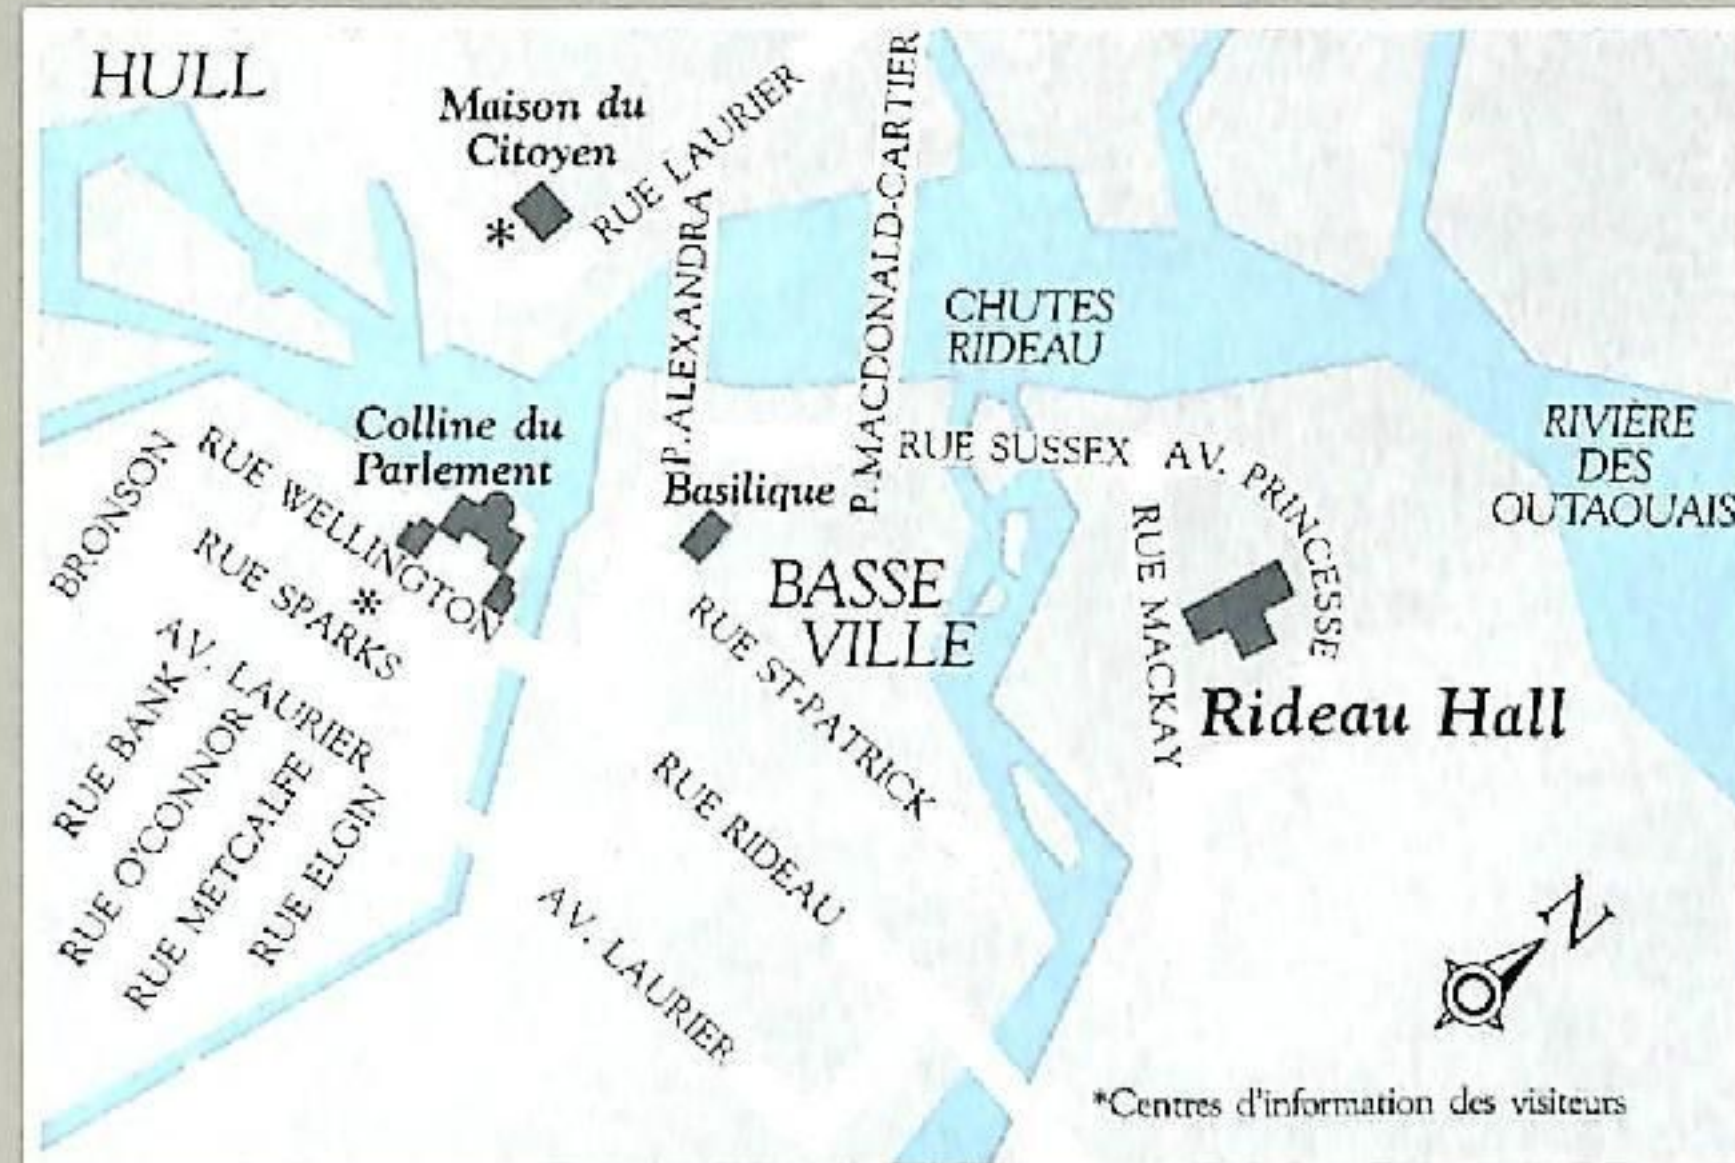 HULL
Maison du
Citoyen
*
RUE LAURIER
P. ALEXANDRA
P. MACDONALD-CARTIER
CHUTES
RIDEAU
RIVIÈRE
DES
OUTAOUAIS
Colline du
Parlement
Basilique
RUE SUSSEX
AV. PRINCESSE
BRONSON
RUE WELLINGTON
RUE SPARKS
*
BASSE
VILLE
RUE MACKAY
Rideau Hall
AV. LAURIER
RUE BANK
RUE O'CONNOR
RUE METCALFE
RUE ELGIN
RUE ST-PATRICK
RUE RIDEAU
AV. LAURIER
N
*Centres d'information des visiteurs